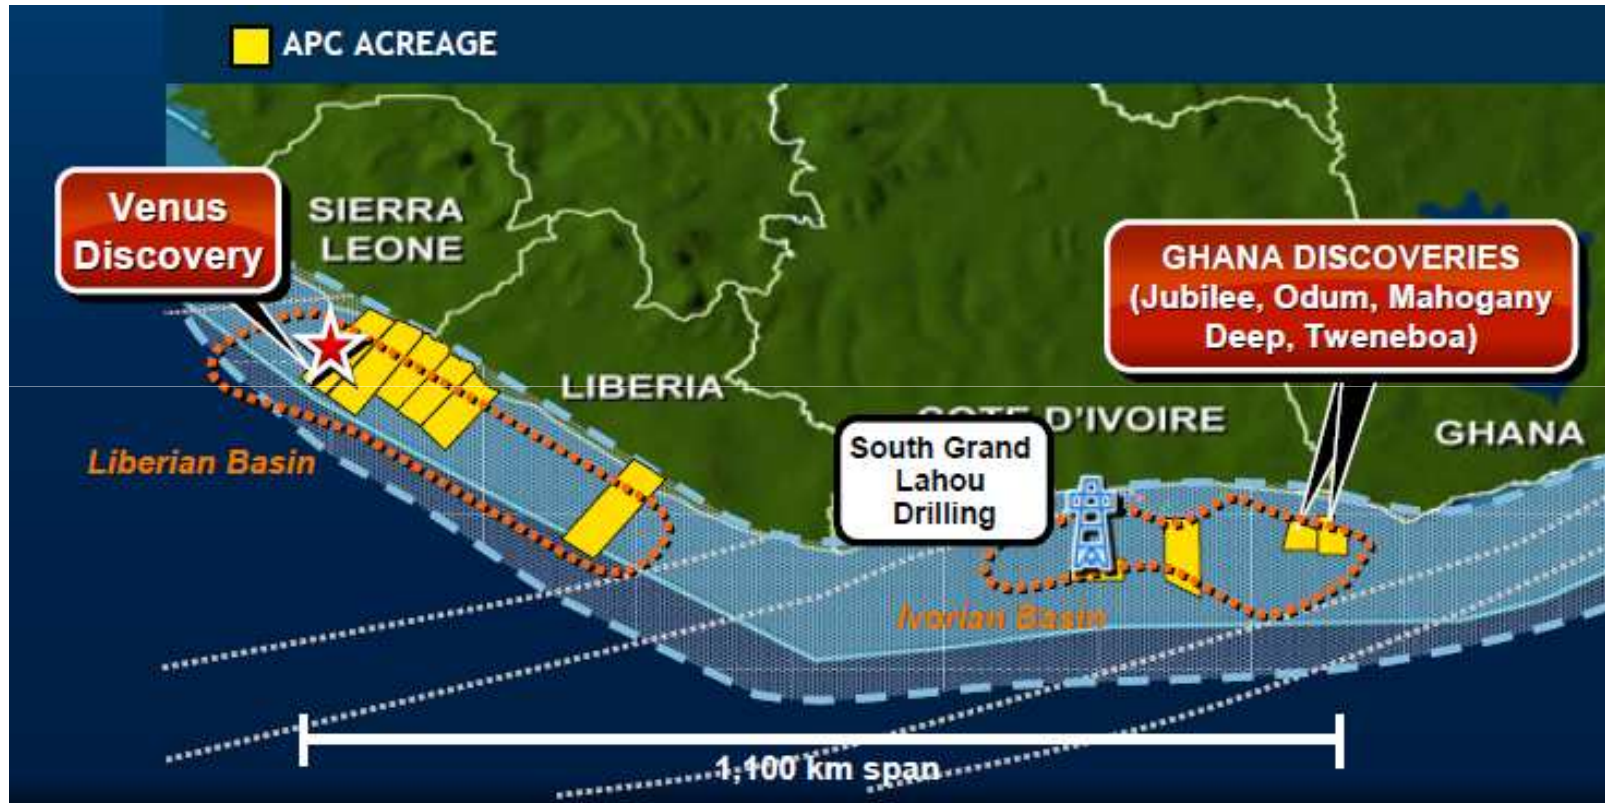 APC ACREAGE
Venus
Discovery
SIERRA
LEONE
GHANA DISCOVERIES
(Jubilee, Odum, Mahogany
Deep, Tweneboa)
LIBERIA
COTE D'IVOIRE
GHANA
South Grand
Lahou
Drilling
Liberian Basin
Ivorian Basin
1,100 km span